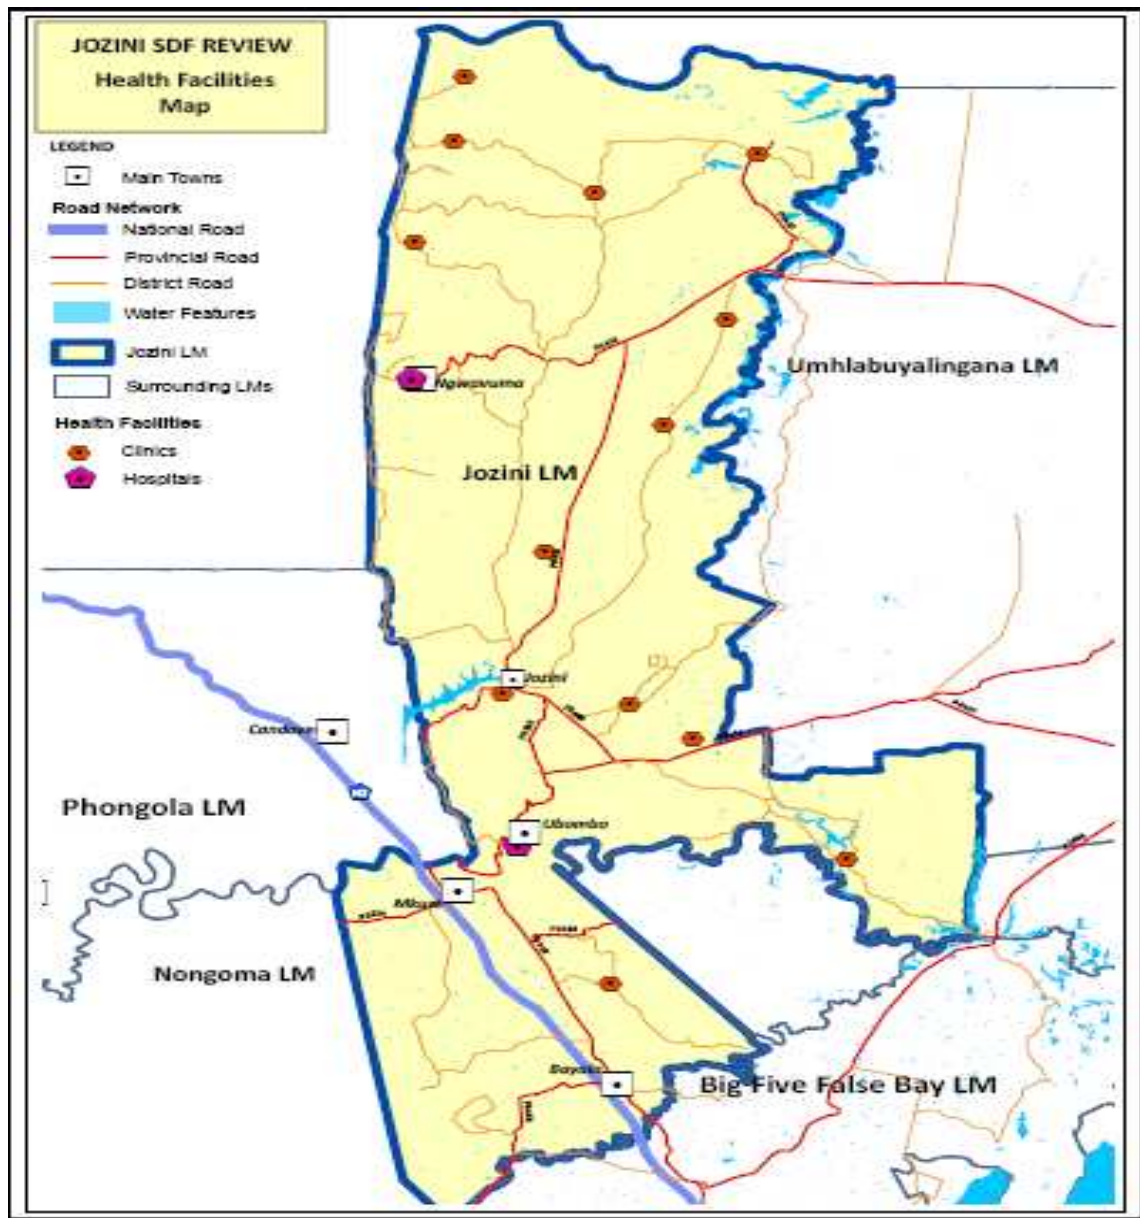 JOZINI SDF REVIEW
Health Facilities
Map
LEGEND
Main Towns
Road Network
National Road
Provincial Road
District Road
Water Features
Jozini LM
Surrounding LMs
Health Facilities
Clinics
Hospitals
Umhlabuyalingana LM
Jozini LM
Jozini
Phongola LM
N2
Ubombo
Nongoma LM
Big Five False Bay LM